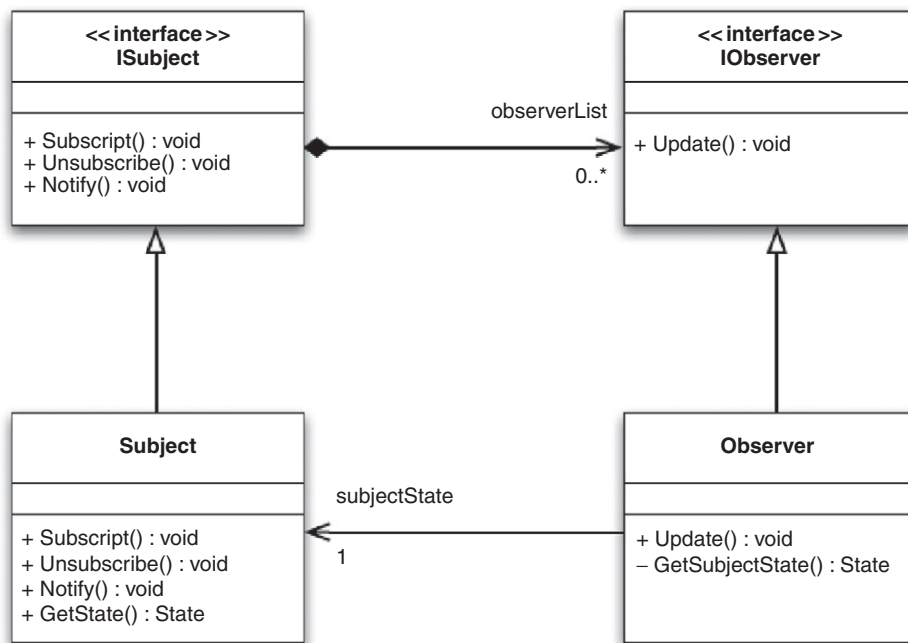 <<interface>>
ISubject
+ Subscript() : void
+ Unsubscribe() : void
+ Notify() : void
observerList
0..*
<<interface>>
IObserver
+ Update() : void
Subject
+ Subscript() : void
+ Unsubscribe() : void
+ Notify() : void
+ GetState() : State
subjectState
1
Observer
+ Update() : void
– GetSubjectState() : State